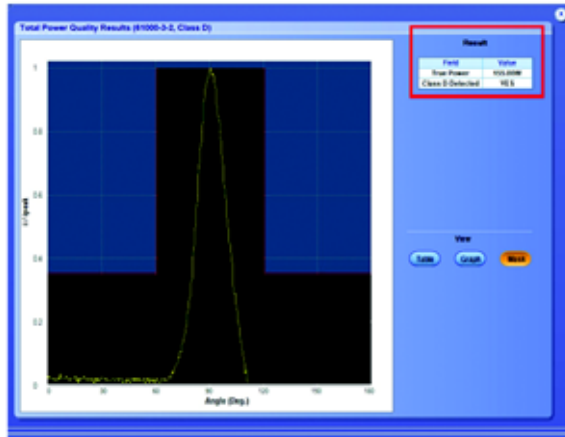 Total Power Quality Results (61000-3-2, Class D)
Result
Field Value
True Power
Class D Detected YES
1
0.8
0.6
0.4
0.2
0
I / Ipeak
0 30 60 90 120 150 180
Angle (Deg.)
View
Table Graph Mask